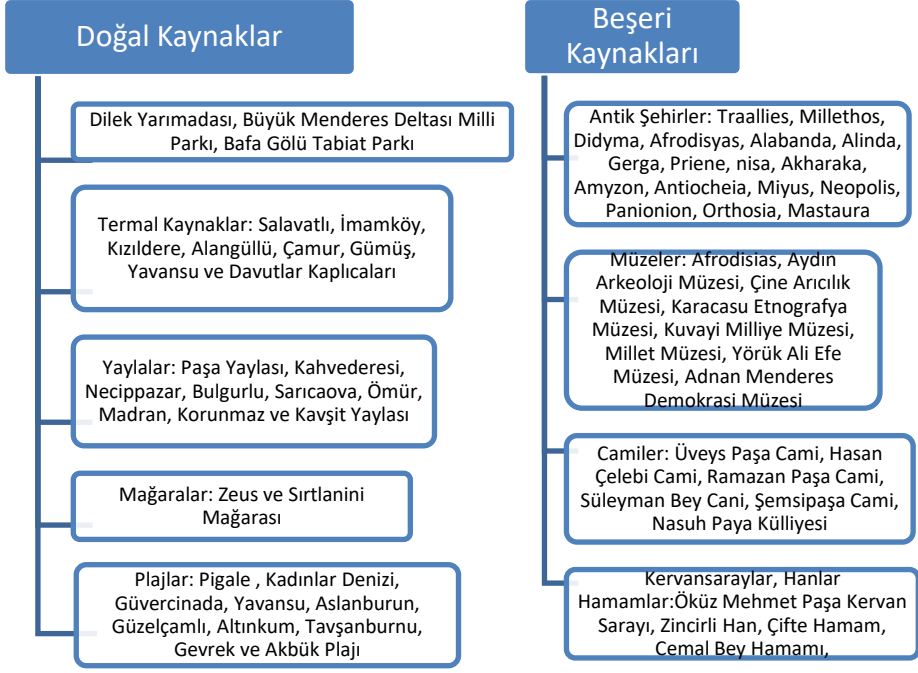 Doğal Kaynaklar
Dilek Yarımadası, Büyük Menderes Deltası Milli
Parkı, Bafa Gölü Tabiat Parkı
Termal Kaynaklar: Salavatlı, İmamköy,
Kızıldere, Alangüllü, Çamur, Gümüş,
Yavansu ve Davutlar Kaplıcaları
Yaylalar: Paşa Yaylası, Kahvederesi,
Necippazar, Bulgurlu, Sarıcaova, Ömür,
Madran, Korunmaz ve Kavşit Yaylası
Mağaralar: Zeus ve Sırtlanini
Mağarası
Plajlar: Pigale , Kadınlar Denizi,
Güvercinada, Yavansu, Aslanburun,
Güzelçamlı, Altınkum, Tavşanburnu,
Gevrek ve Akbük Plajı
Beşeri
Kaynakları
Antik Şehirler: Traallies, Millethos,
Didyma, Afrodisyas, Alabanda, Alinda,
Gerga, Priene, nisa, Akharaka,
Amyzon, Antiocheia, Miyus, Neopolis,
Panionion, Orthosia, Mastaura
Müzeler: Afrodisias, Aydın
Arkeoloji Müzesi, Çine Arıcılık
Müzesi, Karacasu Etnografya
Müzesi, Kuvayi Milliye Müzesi,
Millet Müzesi, Yörük Ali Efe
Müzesi, Adnan Menderes
Demokrasi Müzesi
Camiler: Üveys Paşa Cami, Hasan
Çelebi Cami, Ramazan Paşa Cami,
Süleyman Bey Cani, Şemsipaşa Cami,
Nasuh Paya Külliyesi
Kervansaraylar, Hanlar
Hamamlar:Öküz Mehmet Paşa Kervan
Sarayı, Zincirli Han, Çifte Hamam,
Cemal Bey Hamamı,